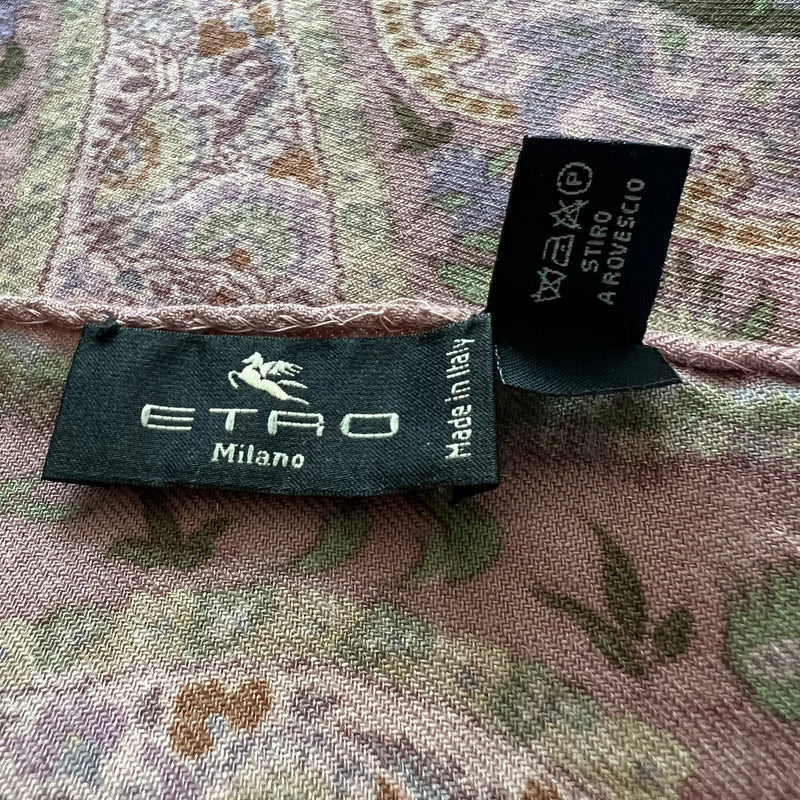 ETRO
Milano
Made in Italy
P
STIRO
A ROVESCIO